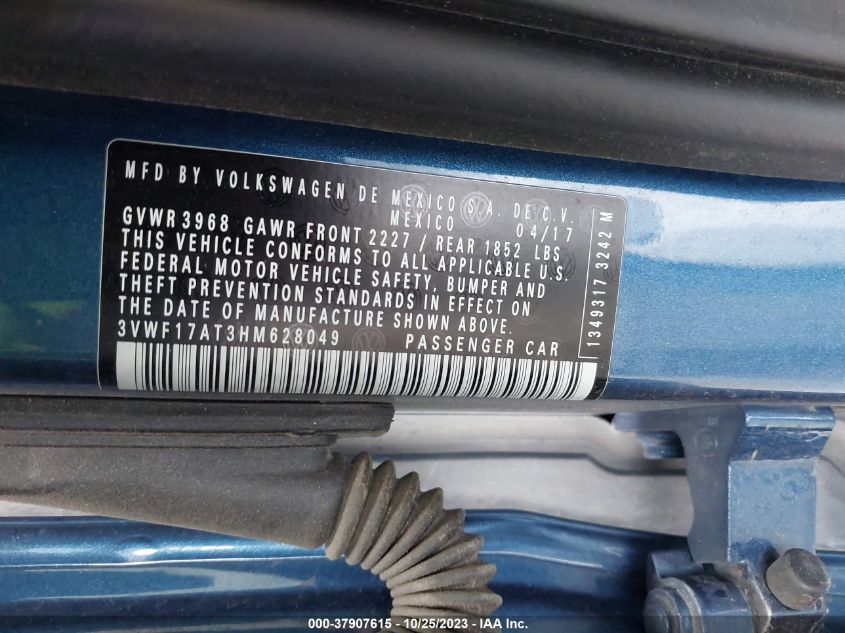 MFD BY VOLKSWAGEN DE MEXICO S.A. DE C.V.
MEXICO 04/17
GVWR 3968 GAWR FRONT 2227 / REAR 1852 LBS
THIS VEHICLE CONFORMS TO ALL APPLICABLE U.S.
FEDERAL MOTOR VEHICLE SAFETY, BUMPER AND
THEFT PREVENTION STANDARDS IN EFFECT ON
THE DATE OF MANUFACTURE SHOWN ABOVE.
3VWF17AT3HM628049 PASSENGER CAR
1349317 3242 M
000-37907615 - 10/25/2023 - IAA Inc.